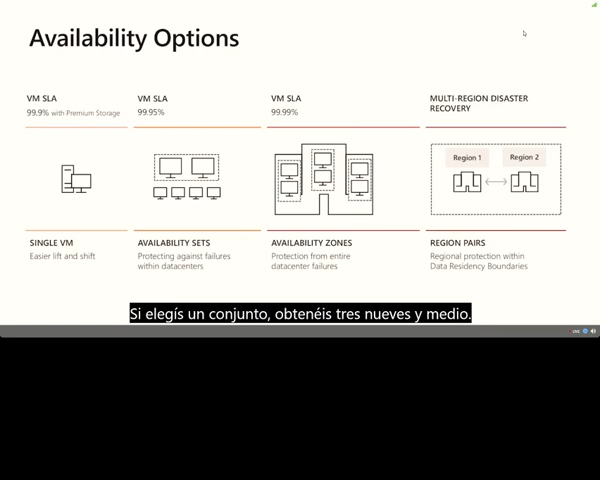 Availability Options
VM SLA
99.9% with Premium Storage
VM SLA
99.95%
VM SLA
99.99%
MULTI-REGION DISASTER
RECOVERY
Region 1
Region 2
SINGLE VM
Easier lift and shift
AVAILABILITY SETS
Protecting against failures
within datacenters
AVAILABILITY ZONES
Protection from entire
datacenter failures
REGION PAIRS
Regional protection within
Data Residency Boundaries
Si elegís un conjunto, obtenéis tres nueves y medio.
LIVE